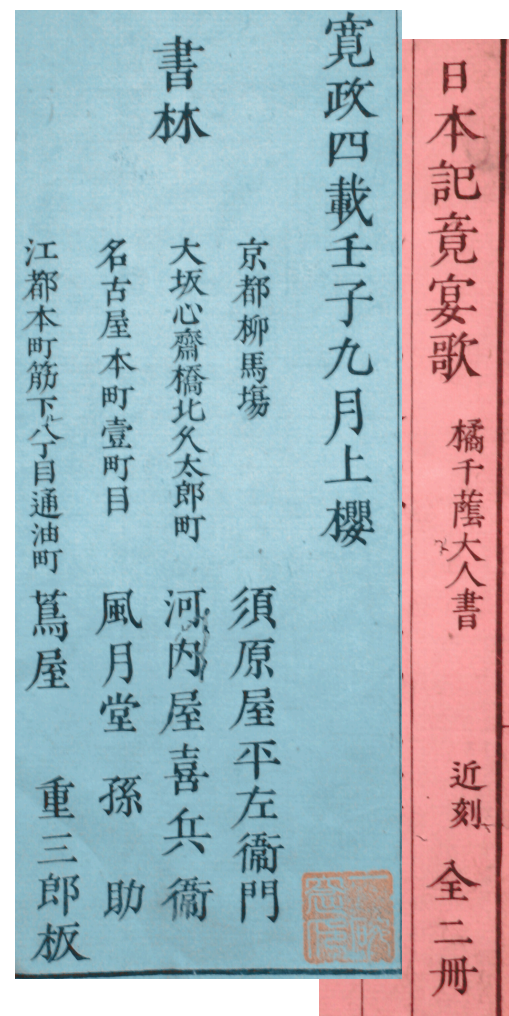 日本記竟宴歌 橘千蔭大人書 近刻 全二冊
寛政四載壬子九月上櫻
書林
京都柳馬塲 須原屋平左衞門
大坂心齋橋北久太郎町 河内屋喜兵衞
名古屋本町壹町目 風月堂孫助
江都本町筋下八丁目通油町 蔦屋重三郎板